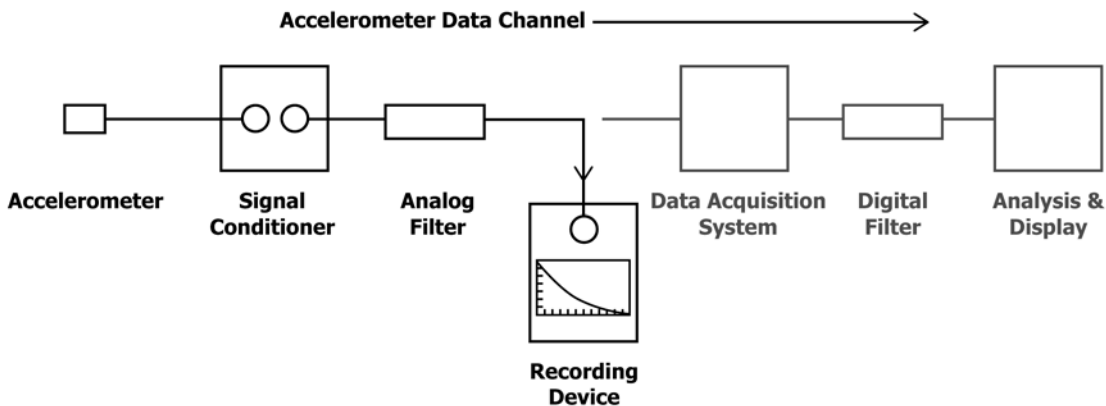 Accelerometer Data Channel
Accelerometer
Signal
Conditioner
Analog
Filter
Data Acquisition
System
Digital
Filter
Analysis &
Display
Recording
Device